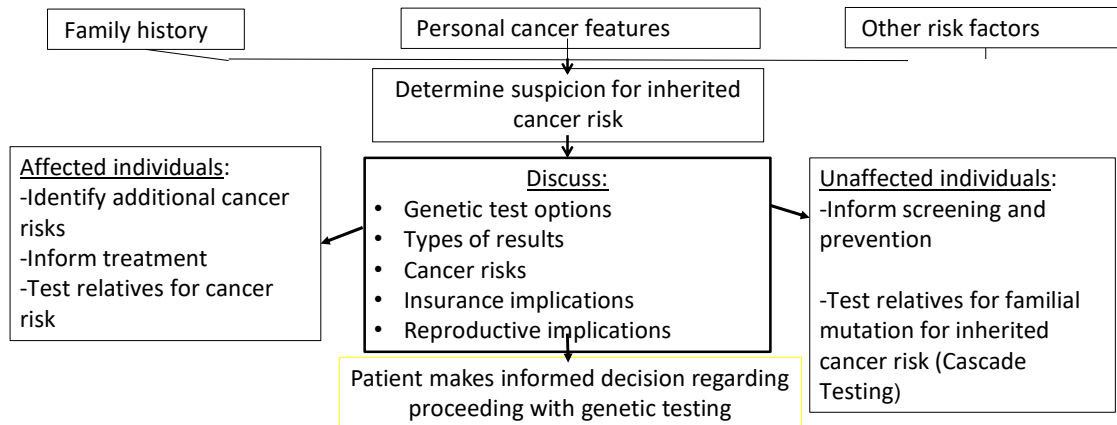 Family history
Personal cancer features
Other risk factors
Determine suspicion for inherited
cancer risk
Affected individuals:
-Identify additional cancer
risks
-Inform treatment
-Test relatives for cancer
risk
Discuss:
• Genetic test options
• Types of results
• Cancer risks
• Insurance implications
• Reproductive implications
Unaffected individuals:
-Inform screening and
prevention
-Test relatives for familial
mutation for inherited
cancer risk (Cascade
Testing)
Patient makes informed decision regarding
proceeding with genetic testing